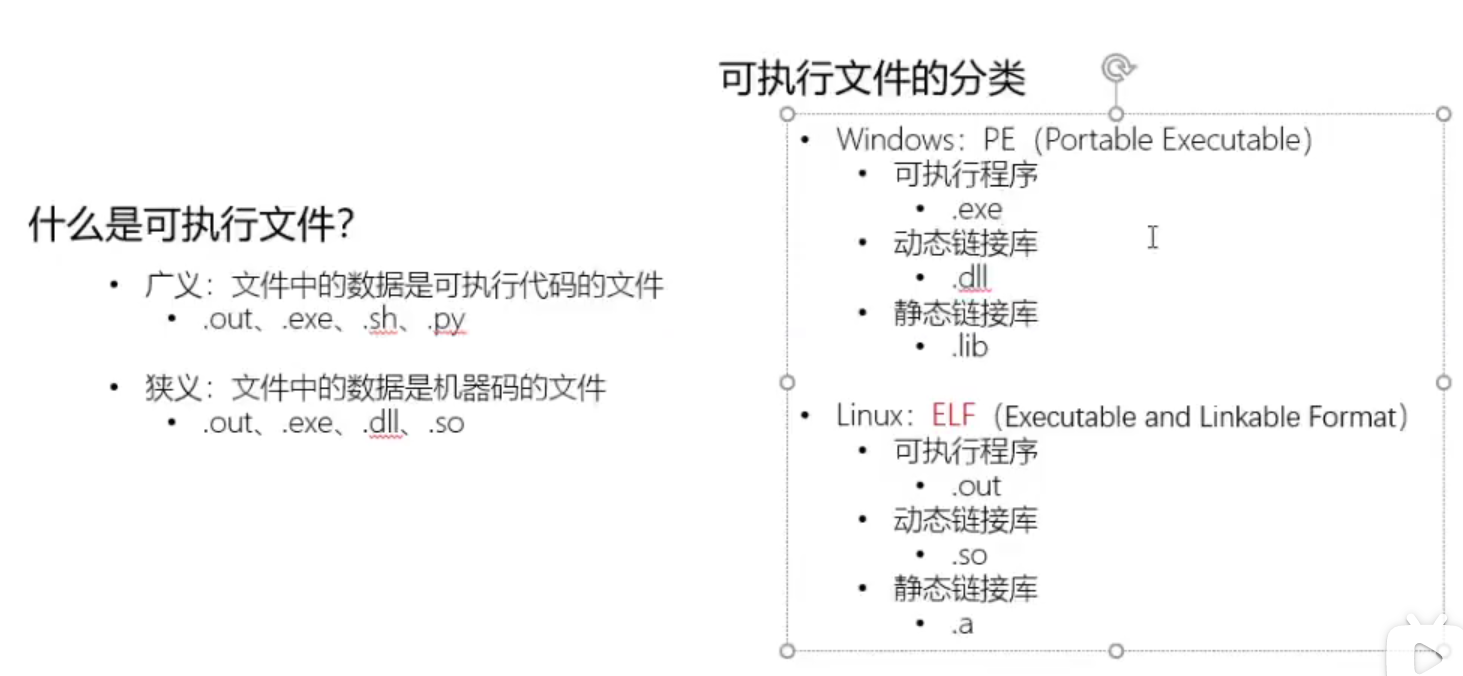 什么是可执行文件?
• 广义：文件中的数据是可执行代码的文件
• .out、.exe、.sh、.py
• 狭义：文件中的数据是机器码的文件
• .out、.exe、.dll、.so
可执行文件的分类
• Windows：PE（Portable Executable）
• 可执行程序
• .exe
• 动态链接库
• .dll
• 静态链接库
• .lib
• Linux：ELF（Executable and Linkable Format）
• 可执行程序
• .out
• 动态链接库
• .so
• 静态链接库
• .a